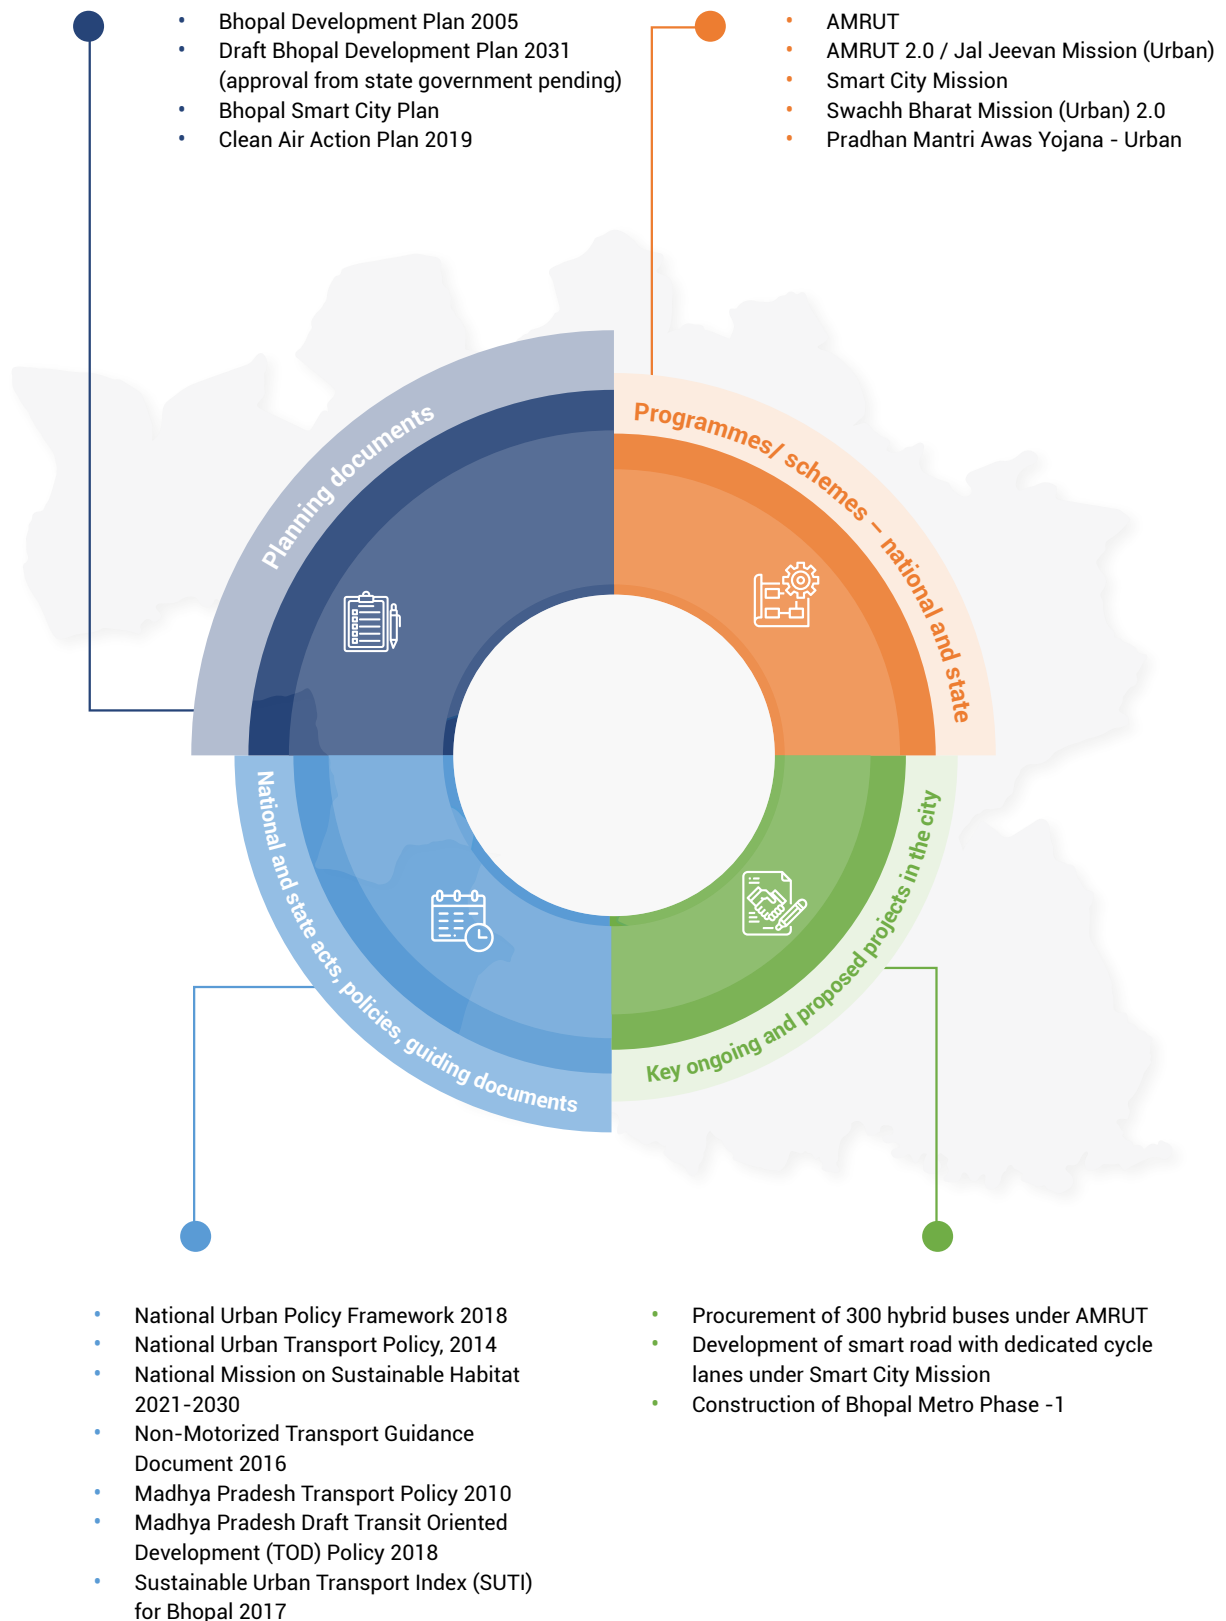 • Bhopal Development Plan 2005
• Draft Bhopal Development Plan 2031
(approval from state government pending)
• Bhopal Smart City Plan
• Clean Air Action Plan 2019
• AMRUT
• AMRUT 2.0 / Jal Jeevan Mission (Urban)
• Smart City Mission
• Swachh Bharat Mission (Urban) 2.0
• Pradhan Mantri Awas Yojana - Urban
Planning documents
Programmes/ schemes – national and state
National and state acts, policies, guiding documents
Key ongoing and proposed projects in the city
• National Urban Policy Framework 2018
• National Urban Transport Policy, 2014
• National Mission on Sustainable Habitat
2021-2030
• Non-Motorized Transport Guidance
Document 2016
• Madhya Pradesh Transport Policy 2010
• Madhya Pradesh Draft Transit Oriented
Development (TOD) Policy 2018
• Sustainable Urban Transport Index (SUTI)
for Bhopal 2017
• Procurement of 300 hybrid buses under AMRUT
• Development of smart road with dedicated cycle
lanes under Smart City Mission
• Construction of Bhopal Metro Phase -1